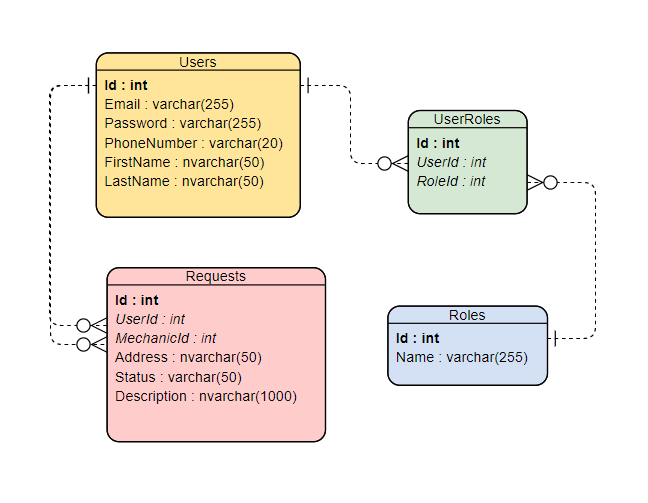 Users
Id : int
Email : varchar(255)
Password : varchar(255)
PhoneNumber : varchar(20)
FirstName : nvarchar(50)
LastName : nvarchar(50)
UserRoles
Id : int
UserId : int
RoleId : int
Requests
Id : int
UserId : int
MechanicId : int
Address : nvarchar(50)
Status : varchar(50)
Description : nvarchar(1000)
Roles
Id : int
Name : varchar(255)